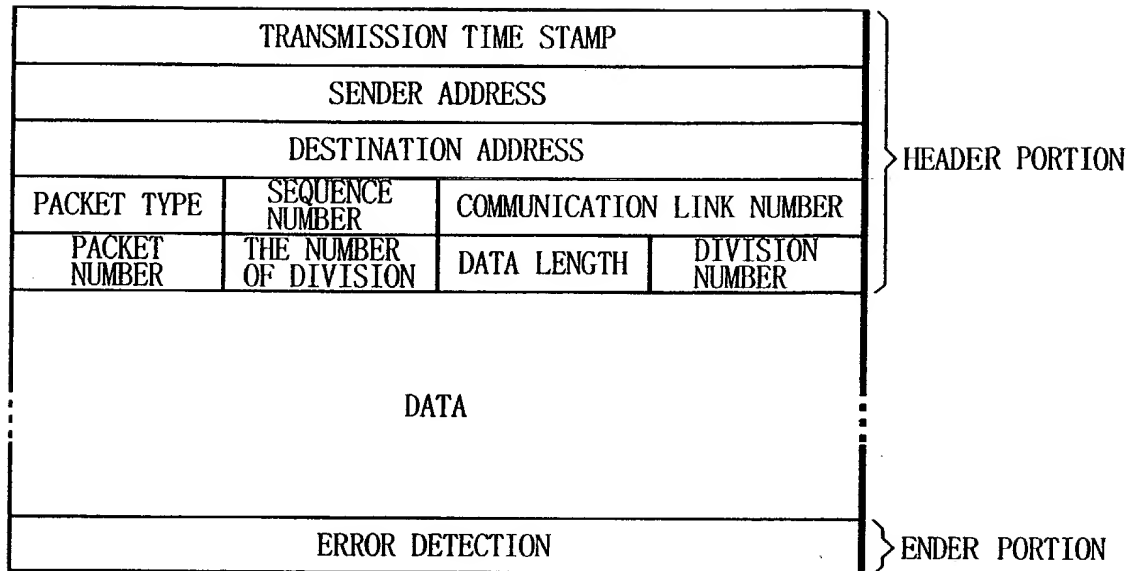 TRANSMISSION TIME STAMP
SENDER ADDRESS
DESTINATION ADDRESS
HEADER PORTION
PACKET TYPE
SEQUENCE
NUMBER
COMMUNICATION LINK NUMBER
PACKET
NUMBER
THE NUMBER
OF DIVISION
DATA LENGTH
DIVISION
NUMBER
DATA
ERROR DETECTION
ENDER PORTION